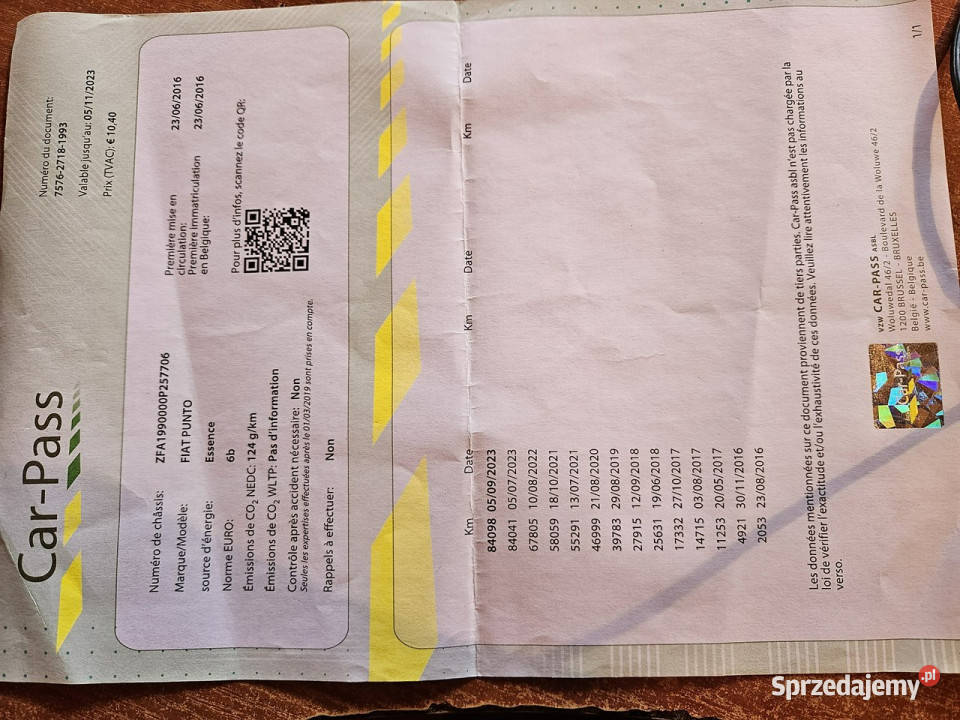 Car-Pass
Numéro du document:
7576-2718-1993
Valable jusqu'au: 05/11/2023
Prix (TVAC): € 10,40
Numéro de châssis: ZFA1990000P257706
Marque/Modèle: FIAT PUNTO
source d'énergie: Essence
Norme EURO: 6b
Émissions de CO2 NEDC: 124 g/km
Émissions de CO2 WLTP: Pas d'information
Contrôle après accident nécessaire: Non
Seules les expertises effectuées après le 01/03/2019 sont prises en compte.
Rappels à effectuer: Non
Première mise en
circulation: 23/06/2016
Première immatriculation
en Belgique: 23/06/2016
Pour plus d'infos, scannez le code QR:
Km Date Km Date Km Date
84098 05/09/2023
84041 05/07/2023
67805 10/08/2022
58059 18/10/2021
55291 13/07/2021
46999 21/08/2020
39783 29/08/2019
27915 12/09/2018
25631 19/06/2018
17332 27/10/2017
14715 03/08/2017
11253 20/05/2017
4921 30/11/2016
2053 23/08/2016
Les données mentionnées sur ce document proviennent de tiers parties. Car-Pass asbl n'est pas chargée par la
loi de vérifier l'exactitude et/ou l'exhaustivité de ces données. Veuillez lire attentivement les informations au
verso.
Car-Pass
vzw CAR-PASS ASBL
Woluwedal 46/2 - Boulevard de la Woluwe 46/2
1200 BRUSSEL - BRUXELLES
België - Belgique
www.car-pass.be
1/1
Sprzedajemy.pl